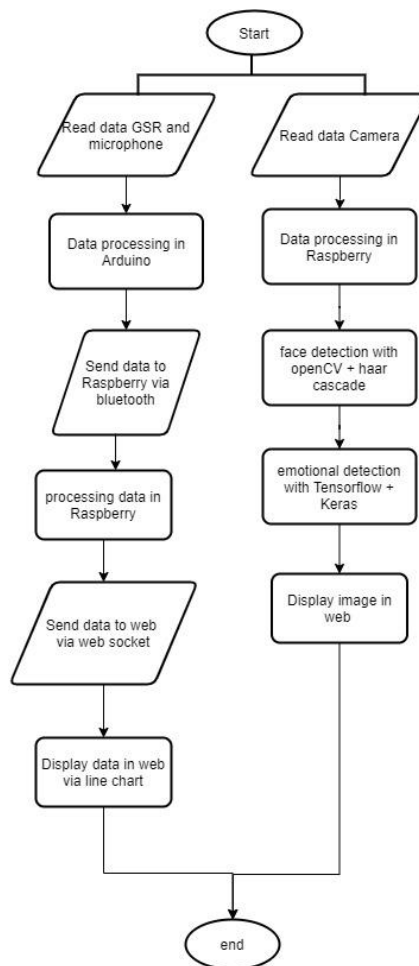 Start
Read data GSR and
microphone
Read data Camera
Data processing in
Arduino
Data processing in
Raspberry
Send data to
Raspberry via
bluetooth
face detection with
openCV + haar
cascade
processing data in
Raspberry
emotional detection
with Tensorflow +
Keras
Send data to web
via web socket
Display image in
web
Display data in web
via line chart
end